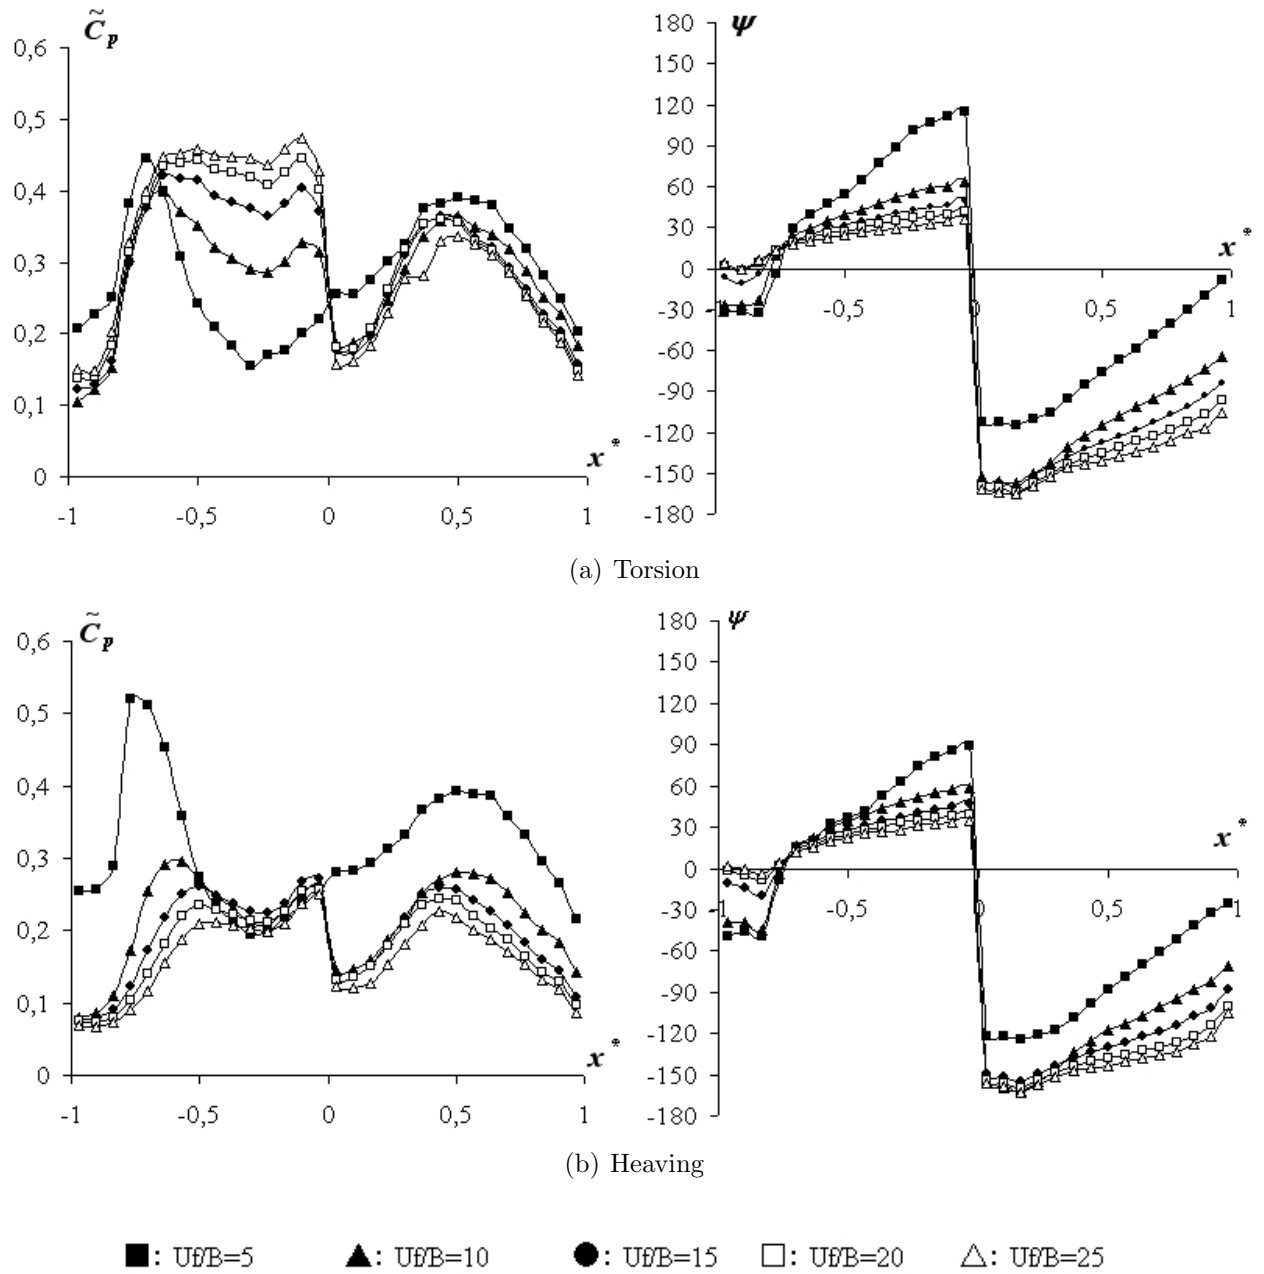 C̃p ψ
0,6 180
0,5 150
0,4 120
0,3 90
0,2 60
0,1 30
0 0
-30
-60
-90
-120
-150
-180
x* x*
-1 -0,5 0 0,5 1
-1 -0,5 0 0,5 1
(a) Torsion
C̃p ψ
0,6 180
0,5 150
0,4 120
0,3 90
0,2 60
0,1 30
0 0
-30
-60
-90
-120
-150
-180
x* x*
-1 -0,5 0 0,5 1
-1 -0,5 0 0,5 1
(b) Heaving
: Uf/B=5 : Uf/B=10 : Uf/B=15 : Uf/B=20 : Uf/B=25